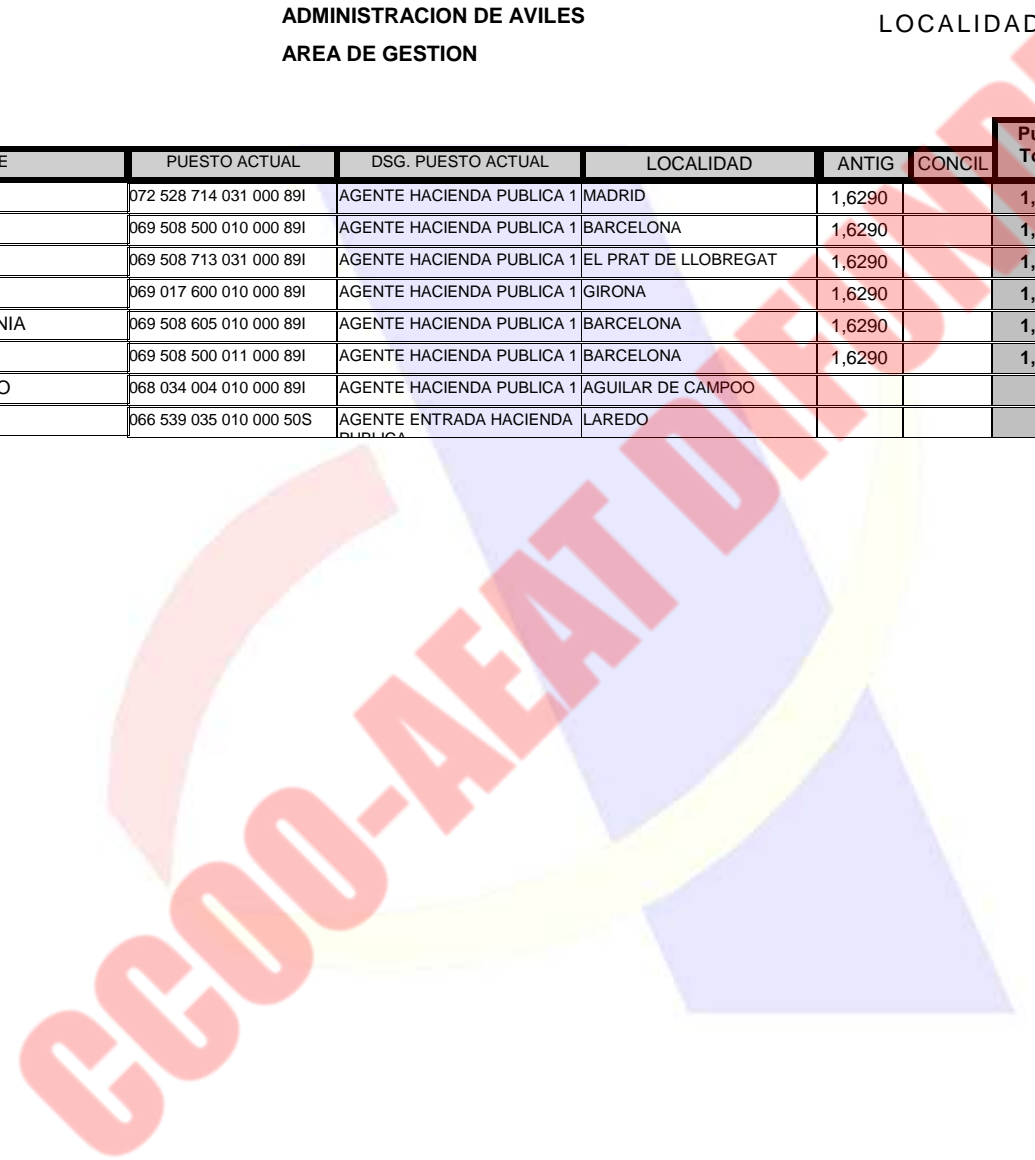 ADMINISTRACION DE AVILES
LOCALIDAD
AREA DE GESTION
E PUESTO ACTUAL DSG. PUESTO ACTUAL LOCALIDAD ANTIG CONCIL
072 528 714 031 000 89I AGENTE HACIENDA PUBLICA 1 MADRID 1,6290 1,
069 508 500 010 000 89I AGENTE HACIENDA PUBLICA 1 BARCELONA 1,6290 1,
069 508 713 031 000 89I AGENTE HACIENDA PUBLICA 1 EL PRAT DE LLOBREGAT 1,6290 1,
069 017 600 010 000 89I AGENTE HACIENDA PUBLICA 1 GIRONA 1,6290 1,
NIA 069 508 605 010 000 89I AGENTE HACIENDA PUBLICA 1 BARCELONA 1,6290 1,
069 508 500 011 000 89I AGENTE HACIENDA PUBLICA 1 BARCELONA 1,6290 1,
O 068 034 004 010 000 89I AGENTE HACIENDA PUBLICA 1 AGUILAR DE CAMPOO
066 539 035 010 000 50S AGENTE ENTRADA HACIENDA LAREDO
PUBLICA
CCOO-AEAT DIFUND